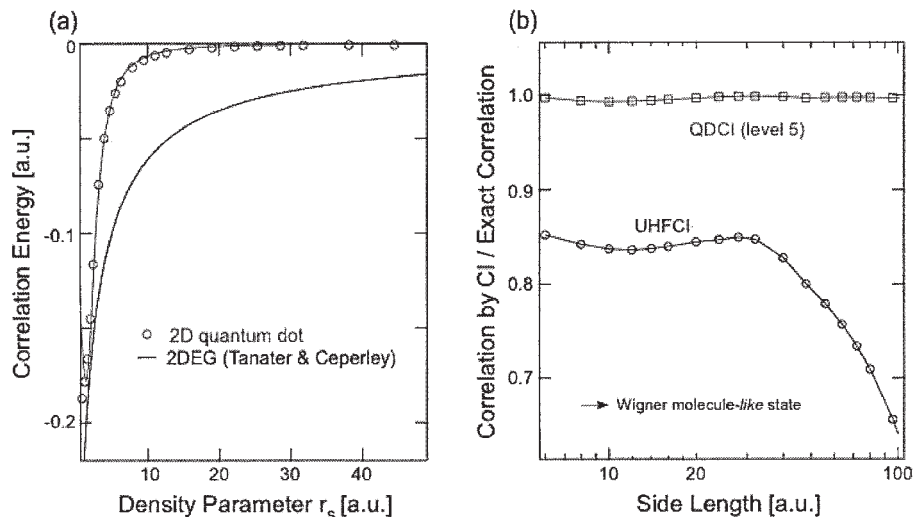 (a)
Correlation Energy [a.u.]
0
-0.1
-0.2
2D quantum dot
2DEG (Tanater & Ceperley)
10 20 30 40
Density Parameter r_s [a.u.]
(b)
Correlation by CI / Exact Correlation
1.0
0.9
0.8
0.7
QDCI (level 5)
UHFCI
Wigner molecule-like state
10 20 100
Side Length [a.u.]